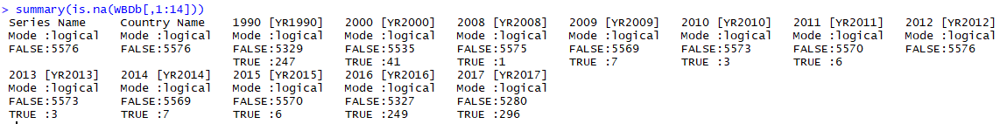 > summary(is.na(WBDb[,1:14]))
Series Name Country Name 1990 [YR1990] 2000 [YR2000] 2008 [YR2008] 2009 [YR2009] 2010 [YR2010] 2011 [YR2011] 2012 [YR2012]
Mode :logical Mode :logical Mode :logical Mode :logical Mode :logical Mode :logical Mode :logical Mode :logical Mode :logical
FALSE:5576 FALSE:5576 FALSE:5329 FALSE:5535 FALSE:5575 FALSE:5569 FALSE:5573 FALSE:5570 FALSE:5576
TRUE :247 TRUE :41 TRUE :1 TRUE :7 TRUE :3 TRUE :6
2013 [YR2013] 2014 [YR2014] 2015 [YR2015] 2016 [YR2016] 2017 [YR2017]
Mode :logical Mode :logical Mode :logical Mode :logical Mode :logical
FALSE:5573 FALSE:5569 FALSE:5570 FALSE:5327 FALSE:5280
TRUE :3 TRUE :7 TRUE :6 TRUE :249 TRUE :296